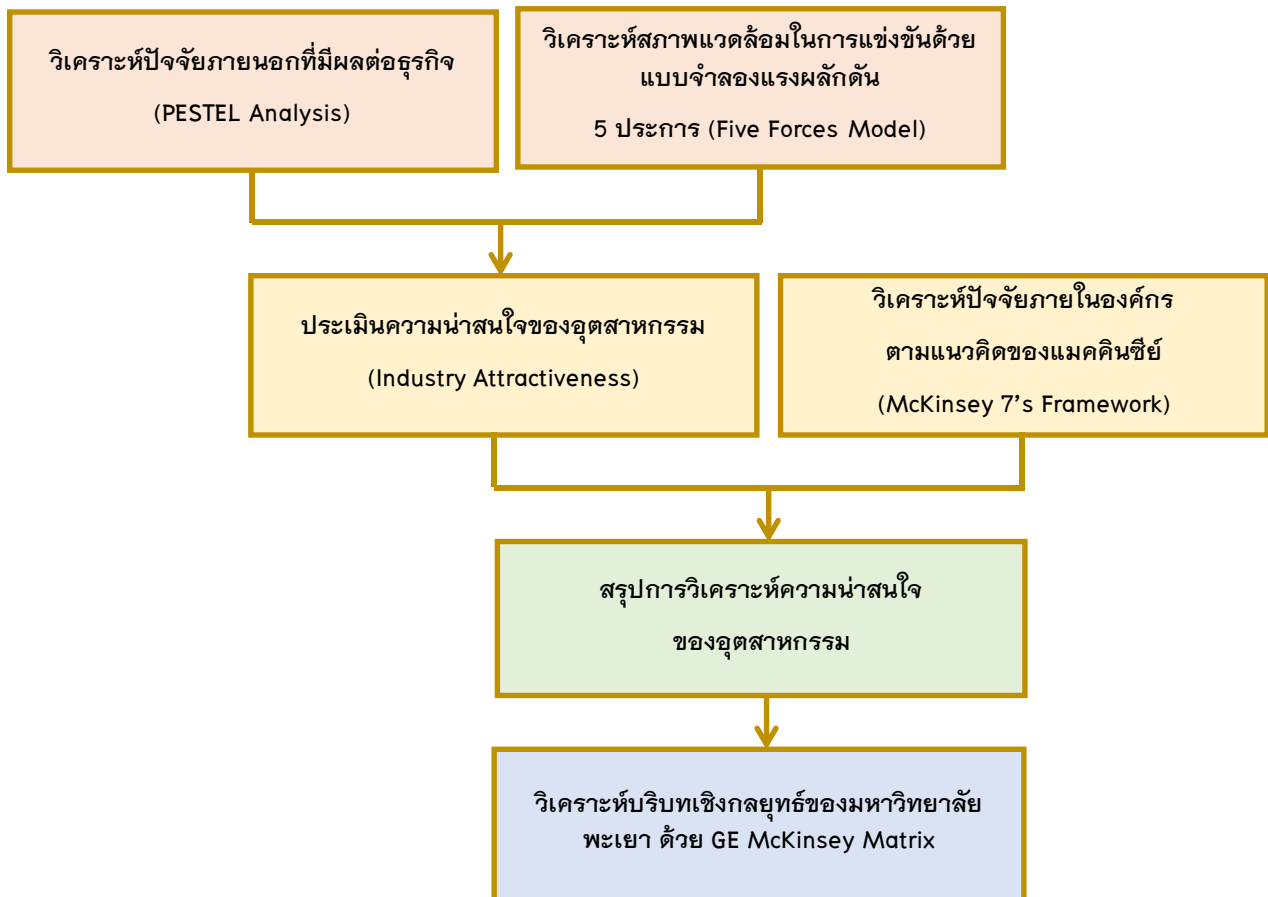 วิเคราะห์ปัจจัยภายนอกที่มีผลต่อธุรกิจ
(PESTEL Analysis)
วิเคราะห์สภาพแวดล้อมในการแข่งขันด้วย
แบบจำลองแรงผลักดัน
5 ประการ (Five Forces Model)
ประเมินความน่าสนใจของอุตสาหกรรม
(Industry Attractiveness)
วิเคราะห์ปัจจัยภายในองค์กร
ตามแนวคิดของแมคคินซีย์
(McKinsey 7’s Framework)
สรุปการวิเคราะห์ความน่าสนใจ
ของอุตสาหกรรม
วิเคราะห์บริบทเชิงกลยุทธ์ของมหาวิทยาลัย
พะเยา ด้วย GE McKinsey Matrix